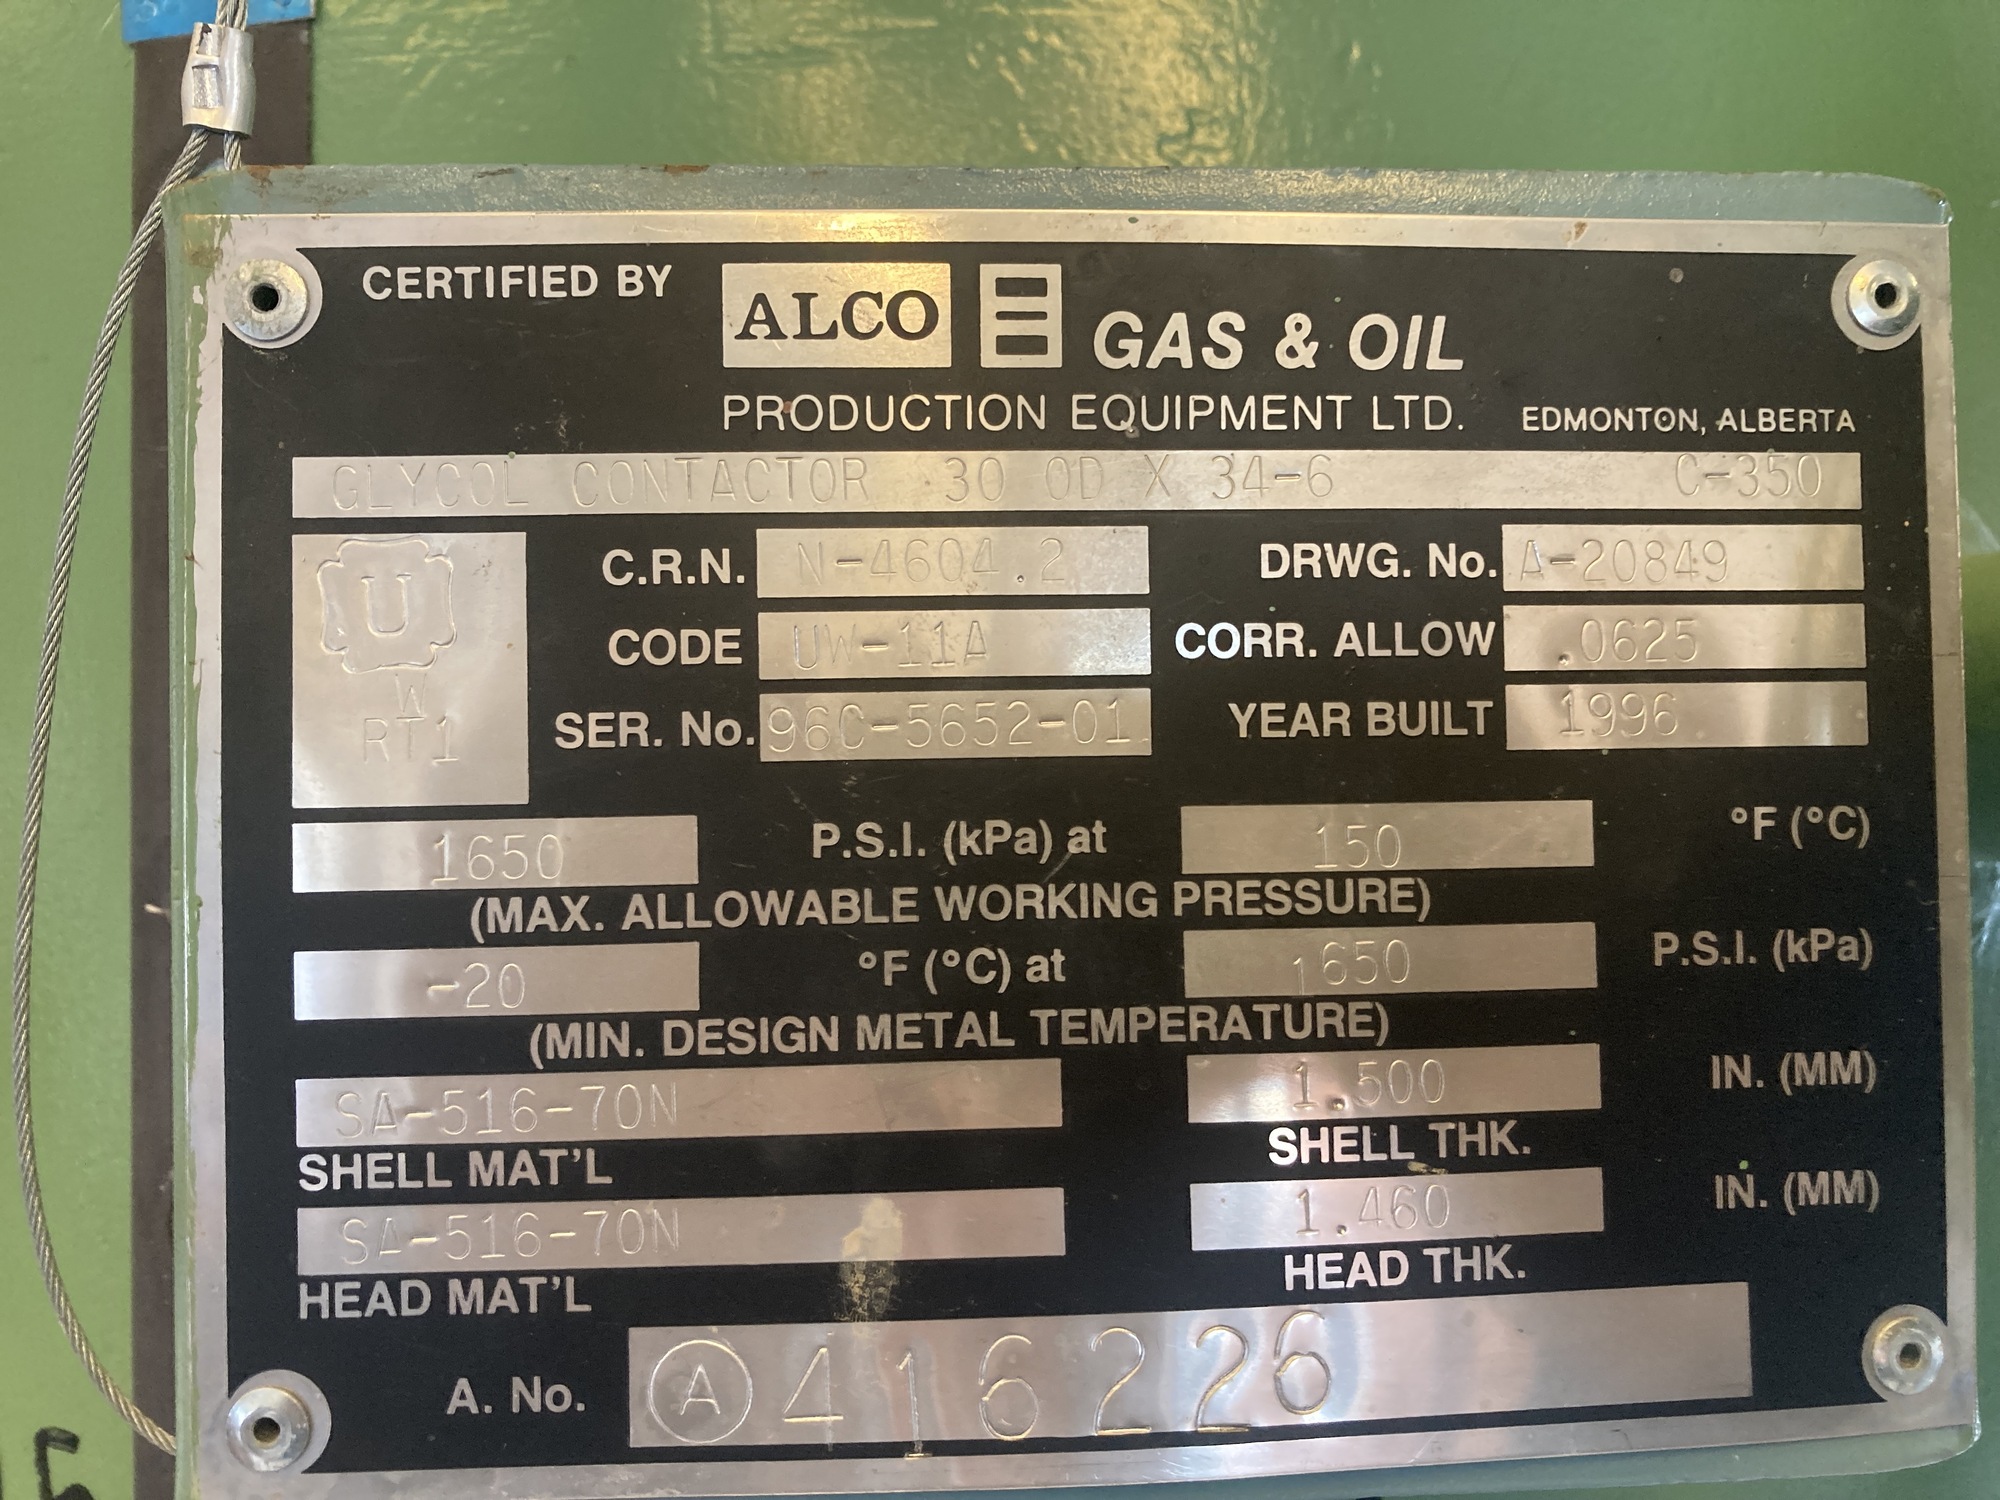 CERTIFIED BY ALCO GAS & OIL
PRODUCTION EQUIPMENT LTD. EDMONTON, ALBERTA
GLYCOL CONTACTOR 30 OD X 34-6 C-350
U
W
RT1
C.R.N. N-4604.2 DRWG. No. A-20849
CODE UW-11A CORR. ALLOW .0625
SER. No. 96C-5652-01 YEAR BUILT 1996
1650 P.S.I. (kPa) at 150 °F (°C)
(MAX. ALLOWABLE WORKING PRESSURE)
-20 °F (°C) at 1650 P.S.I. (kPa)
(MIN. DESIGN METAL TEMPERATURE)
SA-516-70N 1.500 IN. (MM)
SHELL MAT'L SHELL THK.
SA-516-70N 1.460 IN. (MM)
HEAD MAT'L HEAD THK.
A. No. A 416226